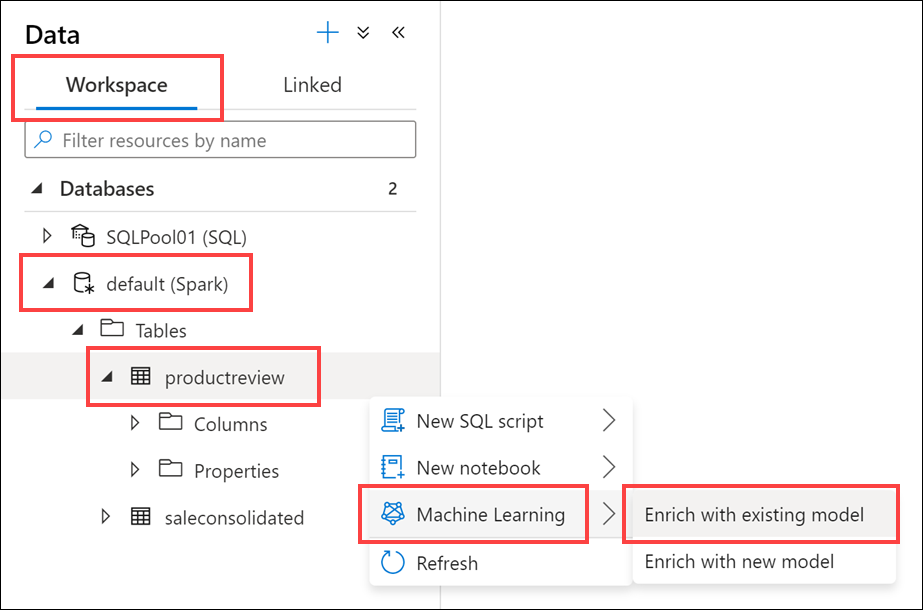 Data
Workspace Linked
Filter resources by name
Databases 2
SQLPool01 (SQL)
default (Spark)
Tables
productreview
Columns
Properties
saleconsolidated
New SQL script
New notebook
Machine Learning
Refresh
Enrich with existing model
Enrich with new model